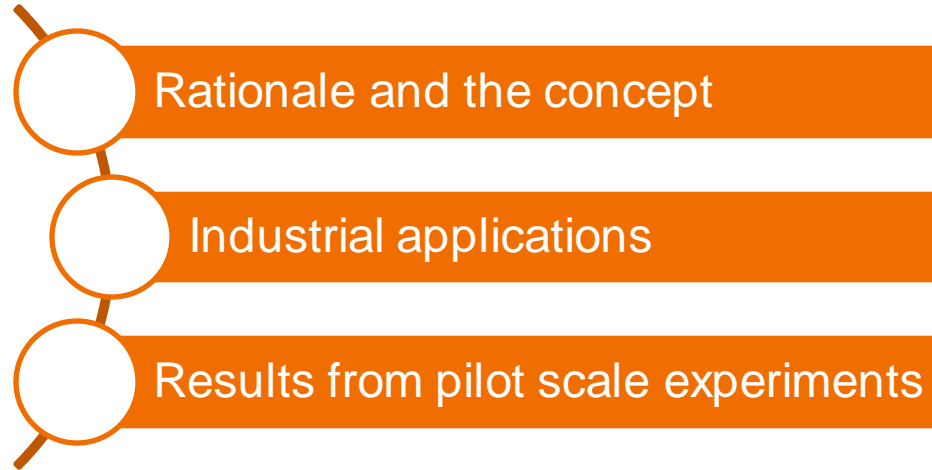 Rationale and the concept
Industrial applications
Results from pilot scale experiments